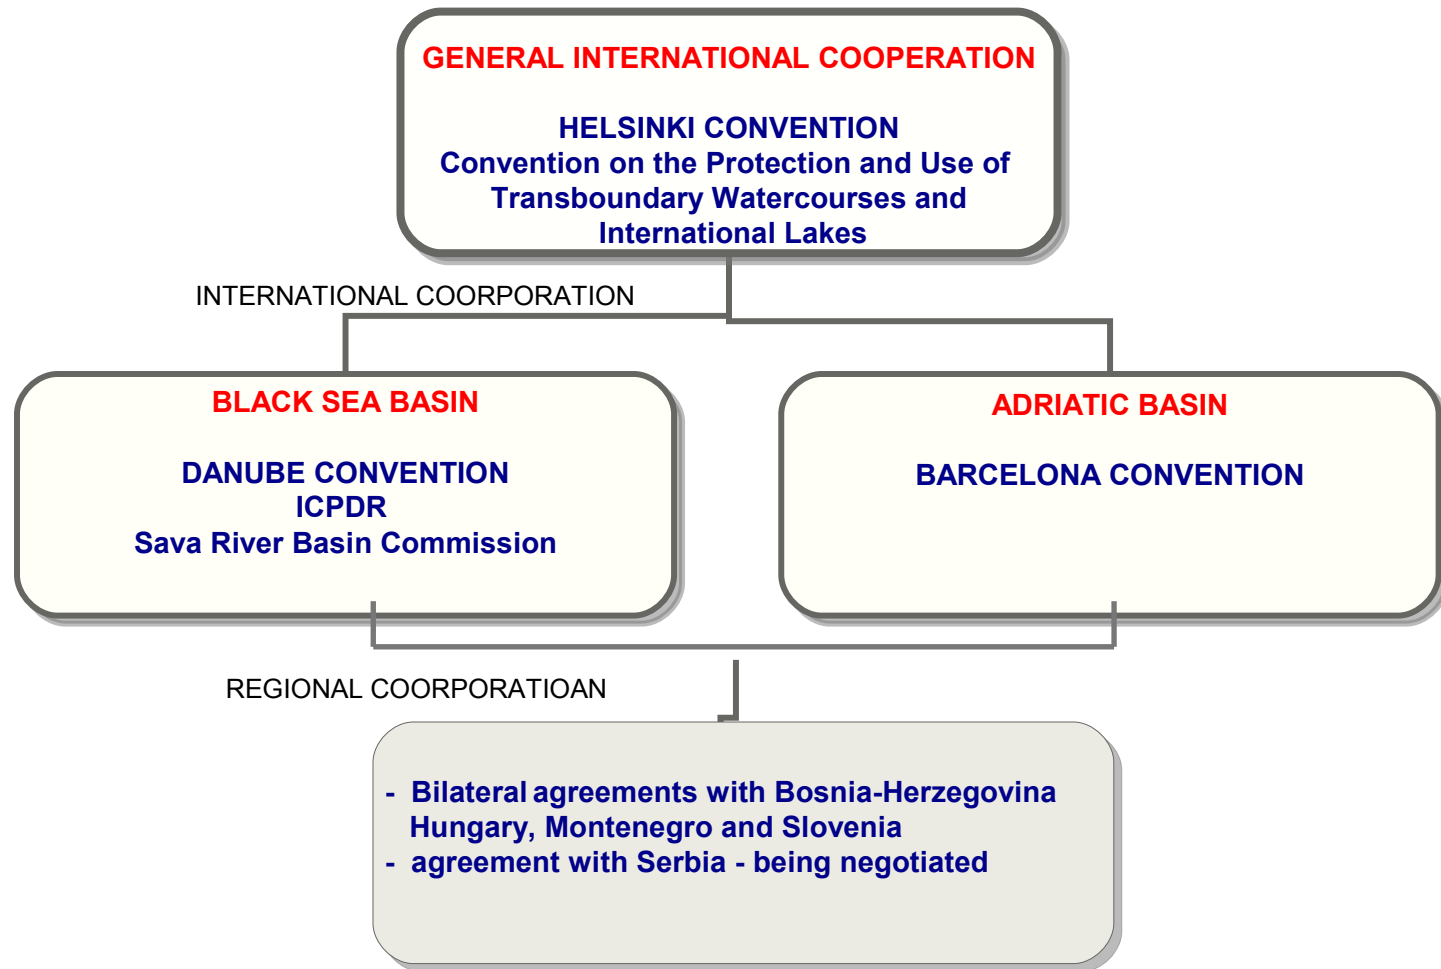 GENERAL INTERNATIONAL COOPERATION
HELSINKI CONVENTION
Convention on the Protection and Use of
Transboundary Watercourses and
International Lakes
INTERNATIONAL COORPORATION
BLACK SEA BASIN
DANUBE CONVENTION
ICPDR
Sava River Basin Commission
ADRIATIC BASIN
BARCELONA CONVENTION
REGIONAL COORPORATIOAN
- Bilateral agreements with Bosnia-Herzegovina
Hungary, Montenegro and Slovenia
- agreement with Serbia - being negotiated